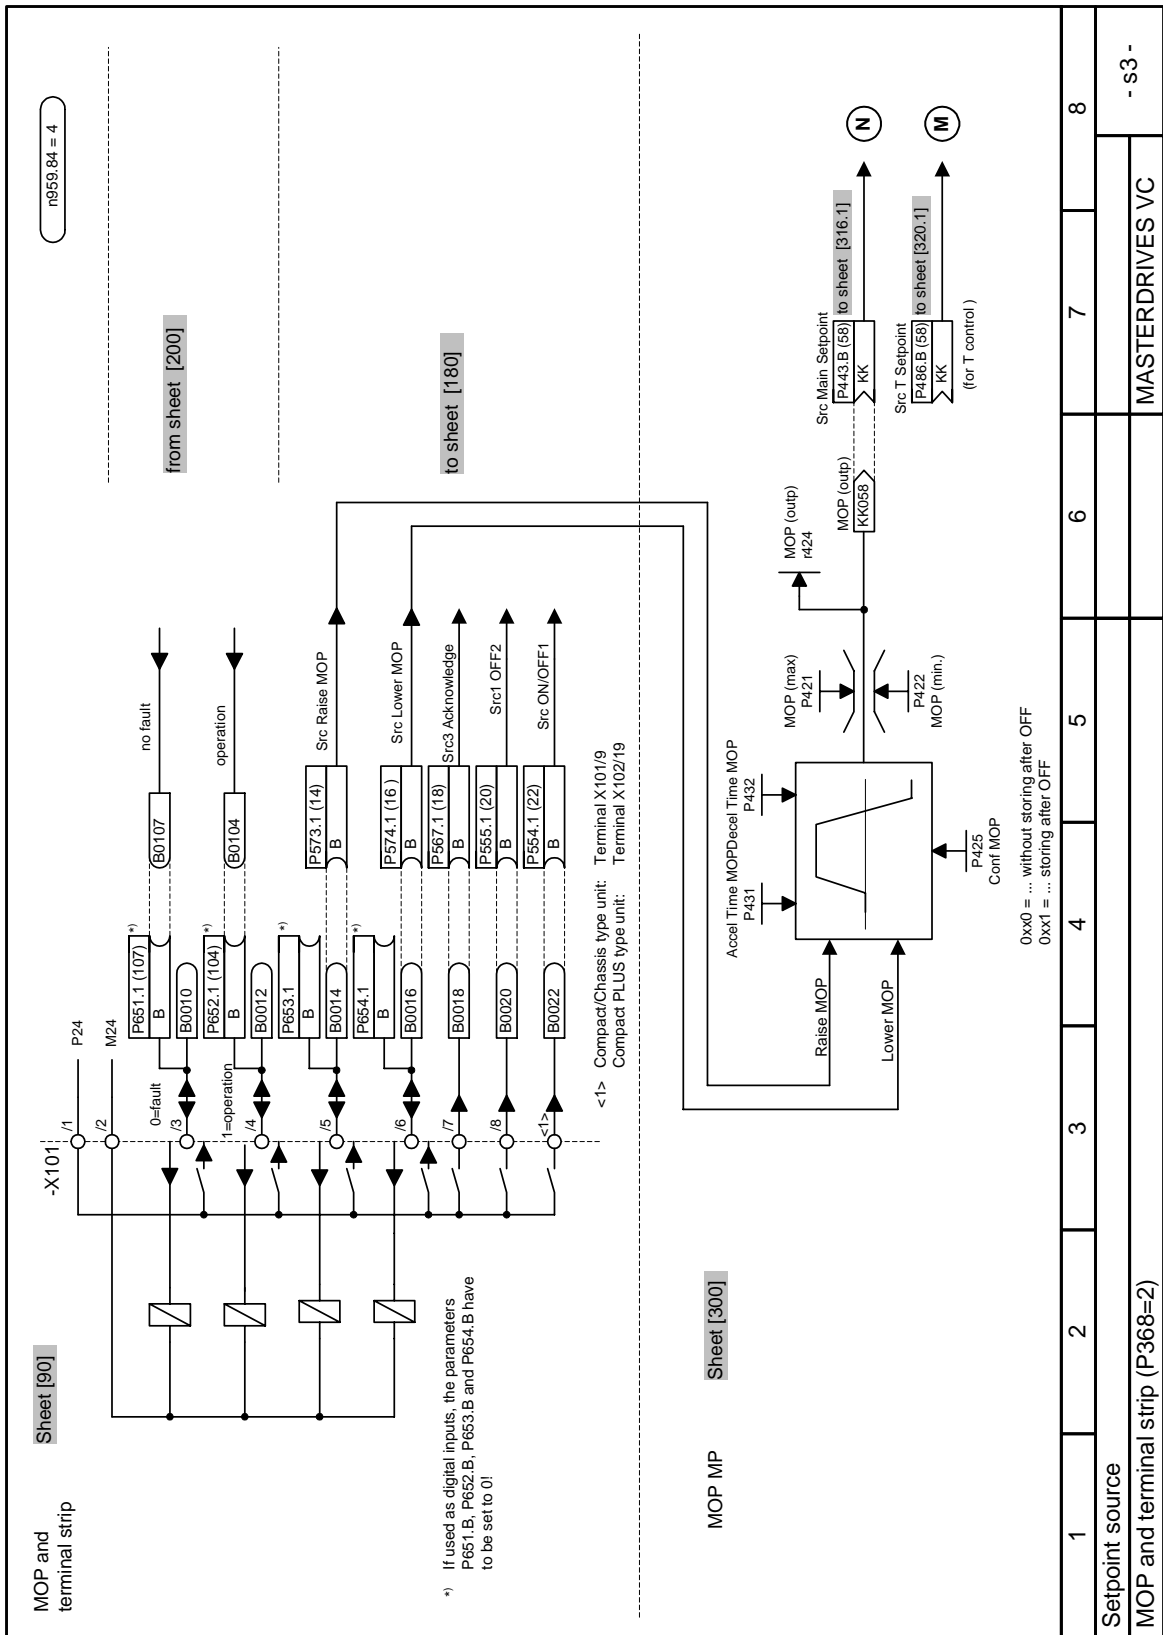 MOP and
terminal strip
Sheet [90]
n959.84 = 4
-X101
/1
P24
/2
M24
0=fault
/3
P651.1 (107)
*)
B
B0010
B0107
no fault
from sheet [200]
1=operation
/4
P652.1 (104)
*)
B
B0012
B0104
operation
/5
P653.1
*)
B
B0014
P573.1 (14)
B
Src Raise MOP
/6
P654.1
*)
B
B0016
P574.1 (16 )
B
Src Lower MOP
to sheet [180]
/7
B0018
P567.1 (18)
B
Src3 Acknowledge
/8
B0020
P555.1 (20)
B
Src1 OFF2
<1>
B0022
P554.1 (22)
B
Src ON/OFF1
*) If used as digital inputs, the parameters
P651.B, P652.B, P653.B and P654.B have
to be set to 0!
<1> Compact/Chassis type unit: Terminal X101/9
Compact PLUS type unit: Terminal X102/19
MOP MP
Sheet [300]
Accel Time MOP
P431
Decel Time MOP
P432
Raise MOP
Lower MOP
P425
Conf MOP
MOP (max)
P421
P422
MOP (min.)
MOP (outp)
r424
MOP (outp)
KK058
Src Main Setpoint
P443.B (58)
KK
to sheet [316.1]
N
Src T Setpoint
P486.B (58)
KK
to sheet [320.1]
(for T control )
M
0xx0 = ... without storing after OFF
0xx1 = ... storing after OFF
1 2 3 4 5 6 7 8
Setpoint source
- s3 -
MOP and terminal strip (P368=2)
MASTERDRIVES VC